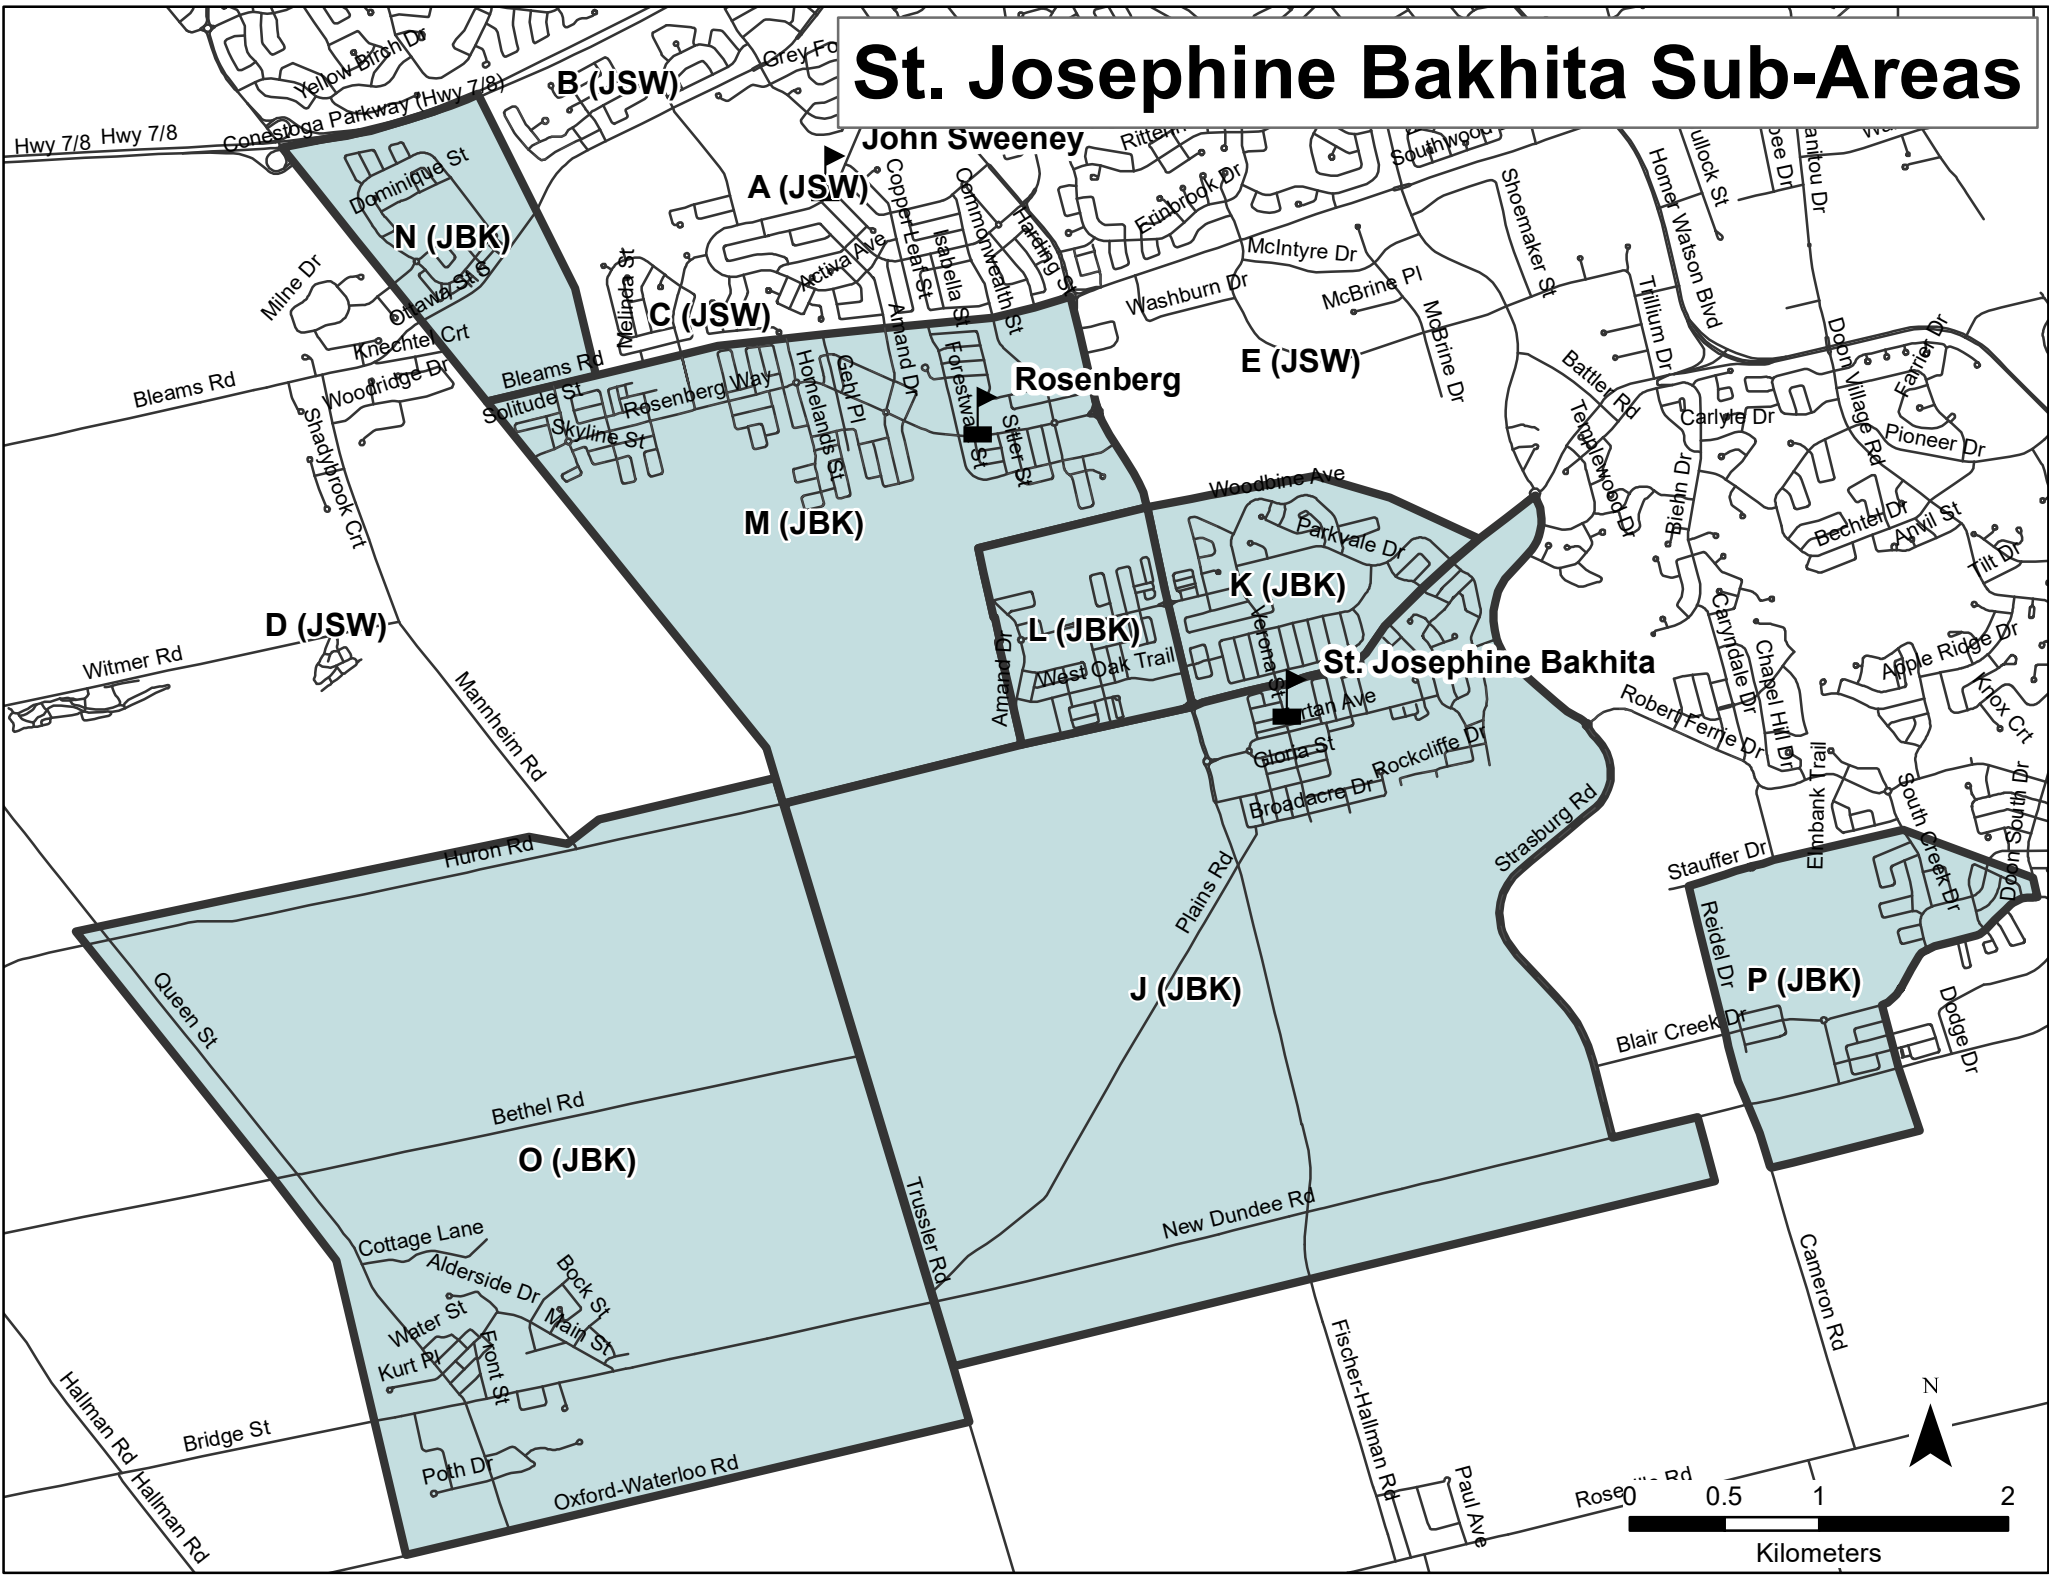 St. Josephine Bakhita Sub-Areas
Yellow Birch Dr
B (JSW)
Conestoga Parkway (Hwy 7/8)
Hwy 7/8
Hwy 7/8
John Sweeney
Southwood
Dominique St
A (JSW)
Copper Leaf St
Commonwealth St
Harding St
Erinbrook Dr
Shoemaker St
Homer Watson Blvd
N (JBK)
Isabella St
Activa Ave
McIntyre Dr
Milne Dr
Ottawa St S
Melinda St
C (JSW)
Washburn Dr
McBrine Pl
McBrine Dr
Trillium Dr
Knechtel Crt
Woodridge Dr
Bleams Rd
Bleams Rd
Solitude St
Skyline St
Rosenberg Way
Homelands St
Gehl Pl
Amand Dr
Rosenberg
Sitler St
E (JSW)
Battler Rd
Templewood Dr
Carlyle Dr
Doon Village Rd
Farrier Dr
Pioneer Dr
Shadybrook Crt
M (JBK)
Woodbine Ave
Parkvale Dr
Biehn Dr
Bechtel Dr
Anvil St
Tilt Dr
K (JBK)
D (JSW)
L (JBK)
Verona St
Caryndale Dr
Chapel Hill Dr
Apple Ridge Dr
Witmer Rd
West Oak Trail
St. Josephine Bakhita
Amand Dr
Mannheim Rd
Robert Ferrie Dr
Knox Crt
Gloria St
Rockcliffe Dr
Broadacre Dr
Elmbank Trail
South Creek Dr
Doon South Dr
Strasburg Rd
Huron Rd
Stauffer Dr
Plains Rd
Reidel Dr
Queen St
J (JBK)
P (JBK)
Blair Creek Dr
Dodge Dr
Bethel Rd
O (JBK)
Trussler Rd
New Dundee Rd
Cottage Lane
Alderside Dr
Bock St
Main St
Water St
Kurt Pl
Front St
Cameron Rd
Fischer-Hallman Rd
Hallman Rd
Hallman Rd
Bridge St
Poth Dr
Oxford-Waterloo Rd
Paul Ave
N
0 0.5 1 2
Kilometers